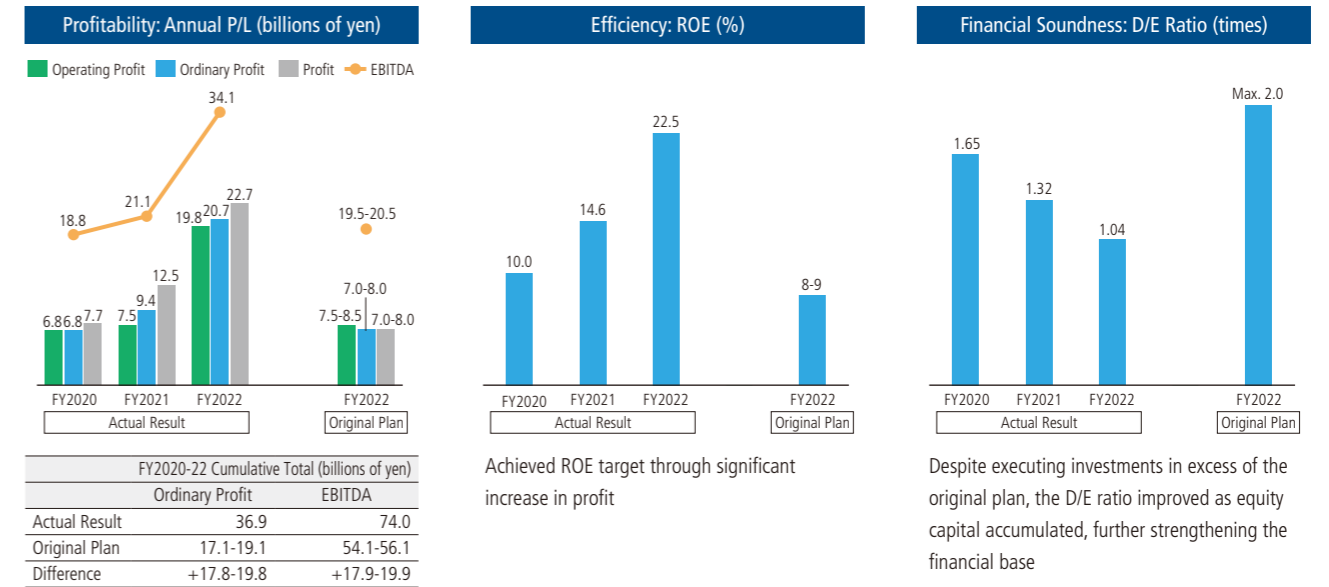 Profitability: Annual P/L (billions of yen)
Operating Profit Ordinary Profit Profit EBITDA
34.1
21.1
18.8
19.8 20.7 22.7
19.5-20.5
12.5
9.4
7.5
6.8 6.8 7.7
7.0-8.0
7.5-8.5 7.0-8.0
FY2020 FY2021 FY2022 FY2022
Actual Result Original Plan
FY2020-22 Cumulative Total (billions of yen)
Ordinary Profit EBITDA
Actual Result 36.9 74.0
Original Plan 17.1-19.1 54.1-56.1
Difference +17.8-19.8 +17.9-19.9
Efficiency: ROE (%)
22.5
14.6
10.0
8-9
FY2020 FY2021 FY2022 FY2022
Actual Result Original Plan
Achieved ROE target through significant
increase in profit
Financial Soundness: D/E Ratio (times)
Max. 2.0
1.65
1.32
1.04
FY2020 FY2021 FY2022 FY2022
Actual Result Original Plan
Despite executing investments in excess of the
original plan, the D/E ratio improved as equity
capital accumulated, further strengthening the
financial base